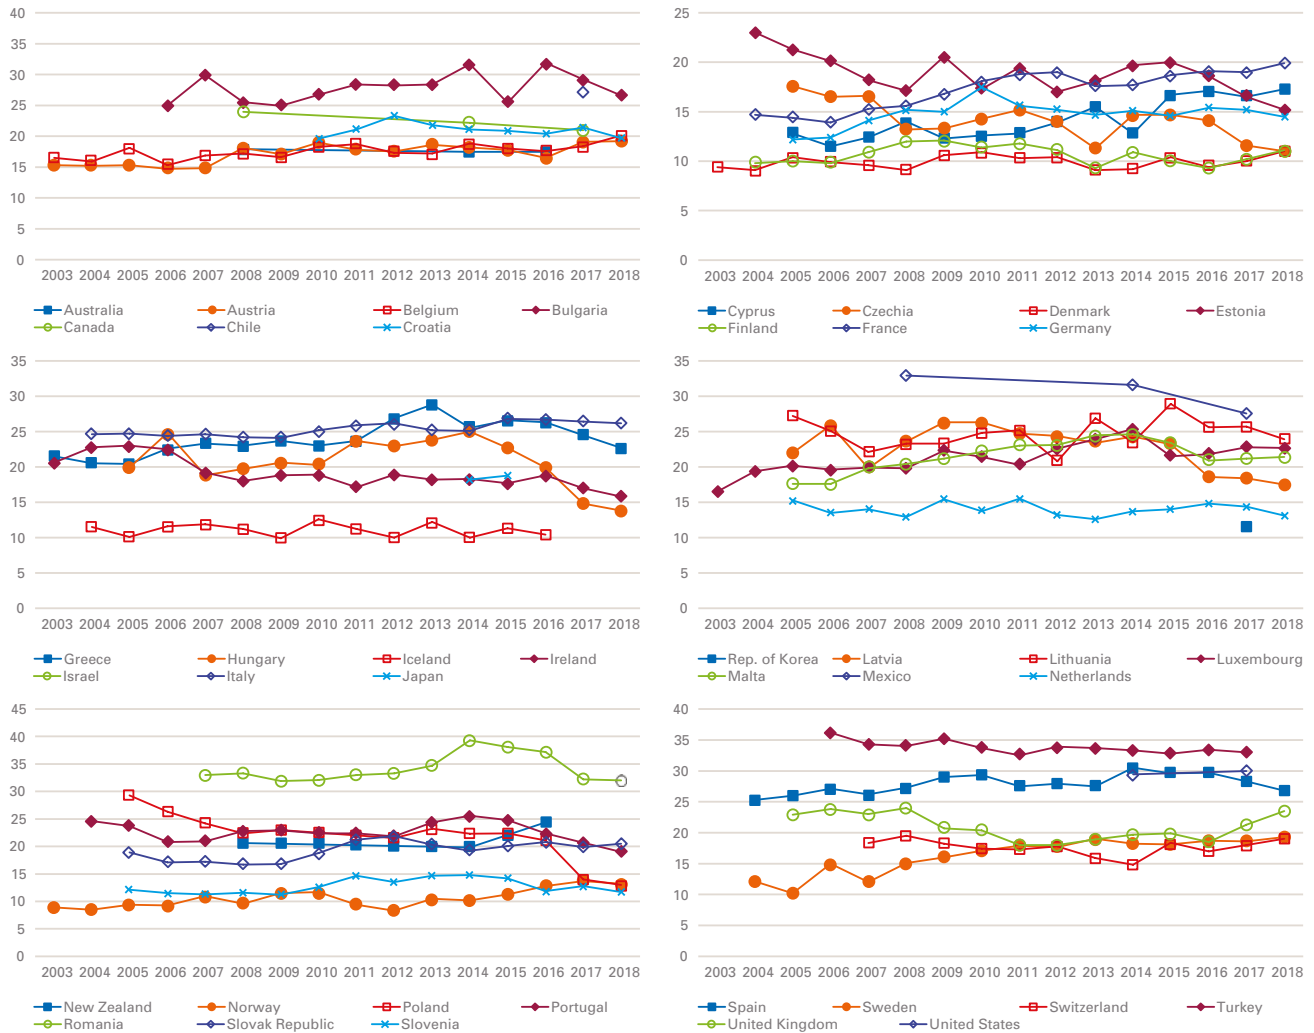 40
35
30
25
20
15
10
5
0
2003 2004 2005 2006 2007 2008 2009 2010 2011 2012 2013 2014 2015 2016 2017 2018
Australia Austria Belgium Bulgaria
Canada Chile Croatia
25
20
15
10
5
0
2003 2004 2005 2006 2007 2008 2009 2010 2011 2012 2013 2014 2015 2016 2017 2018
Cyprus Czechia Denmark Estonia
Finland France Germany
35
30
25
20
15
10
5
0
2003 2004 2005 2006 2007 2008 2009 2010 2011 2012 2013 2014 2015 2016 2017 2018
Greece Hungary Iceland Ireland
Israel Italy Japan
35
30
25
20
15
10
5
0
2003 2004 2005 2006 2007 2008 2009 2010 2011 2012 2013 2014 2015 2016 2017 2018
Rep. of Korea Latvia Lithuania Luxembourg
Malta Mexico Netherlands
45
40
35
30
25
20
15
10
5
0
2003 2004 2005 2006 2007 2008 2009 2010 2011 2012 2013 2014 2015 2016 2017 2018
New Zealand Norway Poland Portugal
Romania Slovak Republic Slovenia
40
35
30
25
20
15
10
5
0
2003 2004 2005 2006 2007 2008 2009 2010 2011 2012 2013 2014 2015 2016 2017 2018
Spain Sweden Switzerland Turkey
United Kingdom United States